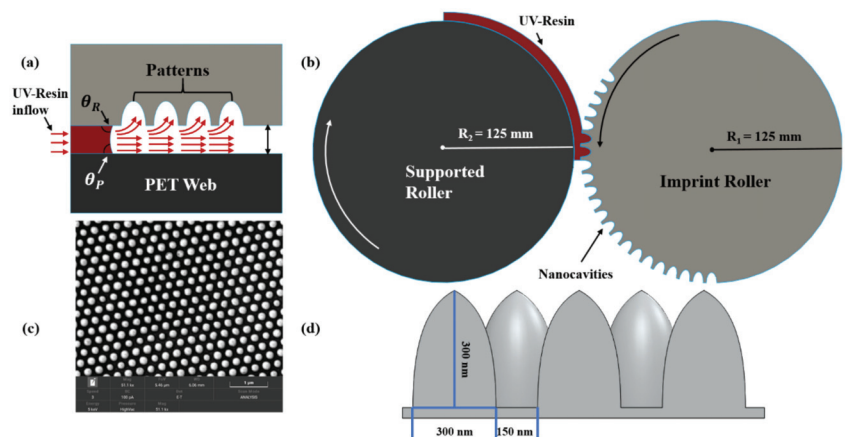 (a)
Patterns
UV-Resin
inflow
θR
θP
PET Web
(b)
UV-Resin
R2 = 125 mm
Supported
Roller
R1 = 125 mm
Imprint Roller
Nanocavities
(c)
1 μm
(d)
300 nm
300 nm
150 nm